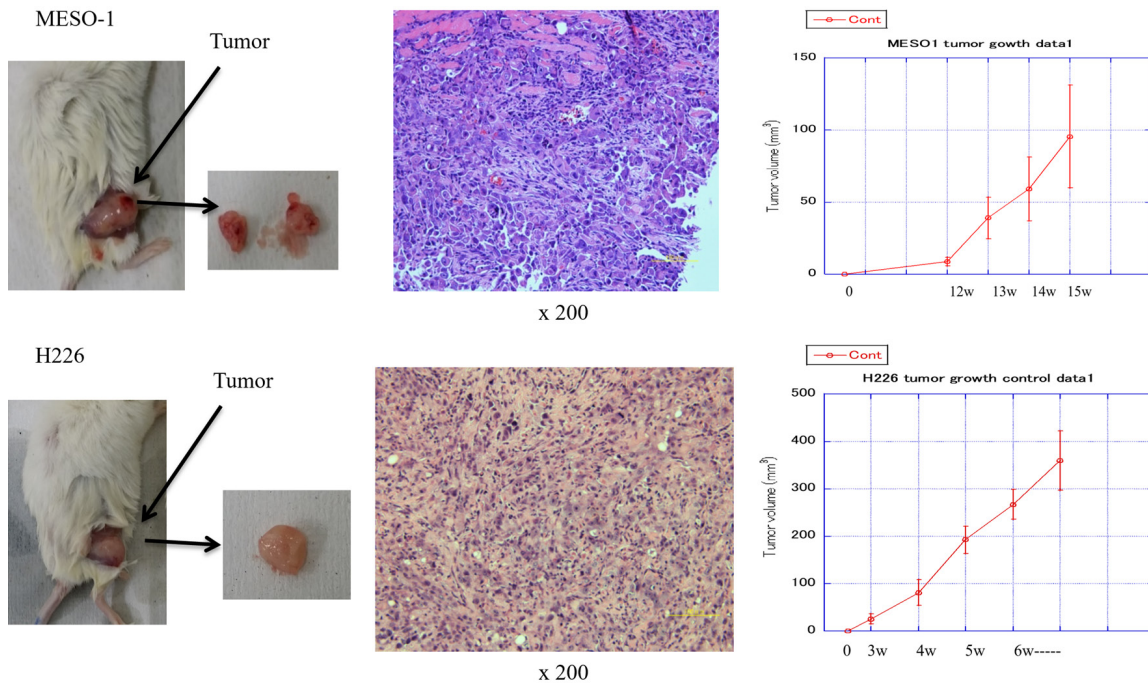 MESO-1
Tumor
x 200
Cont
MESO1 tumor gowth data1
Tumor volume (mm³)
150
100
50
0
0 12w 13w 14w 15w
H226
Tumor
x 200
Cont
H226 tumor growth control data1
Tumor volume (mm³)
500
400
300
200
100
0
0 3w 4w 5w 6w-----